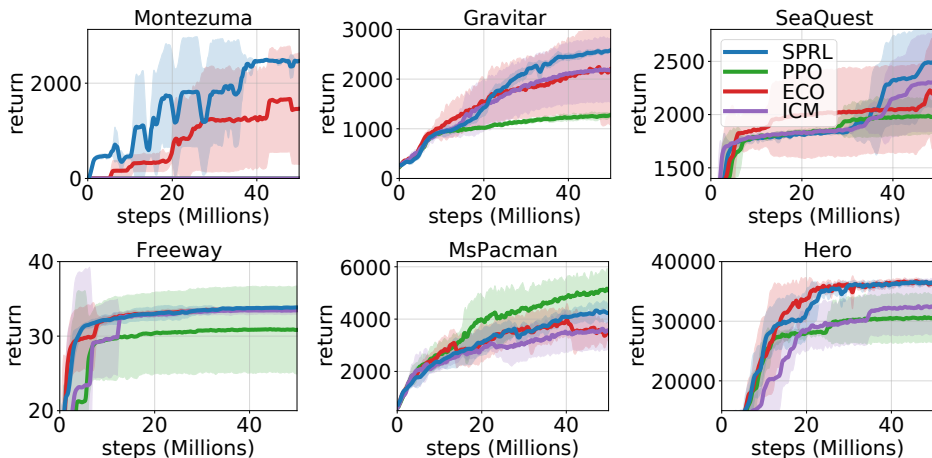 Montezuma
return
2000
0
0
20
40
steps (Millions)
Gravitar
return
3000
2000
1000
0
0
20
40
steps (Millions)
SeaQuest
return
2500
2000
1500
0
20
40
steps (Millions)
SPRL
PPO
ECO
ICM
Freeway
return
40
30
20
0
20
40
steps (Millions)
MsPacman
return
6000
4000
2000
0
20
40
steps (Millions)
Hero
return
40000
30000
20000
0
20
40
steps (Millions)